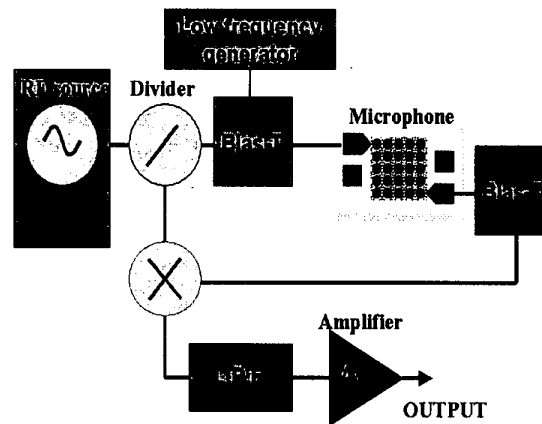 Low frequency
generator
RF source
Divider
Bias-T
Microphone
Bias-T
Amplifier
OUTPUT